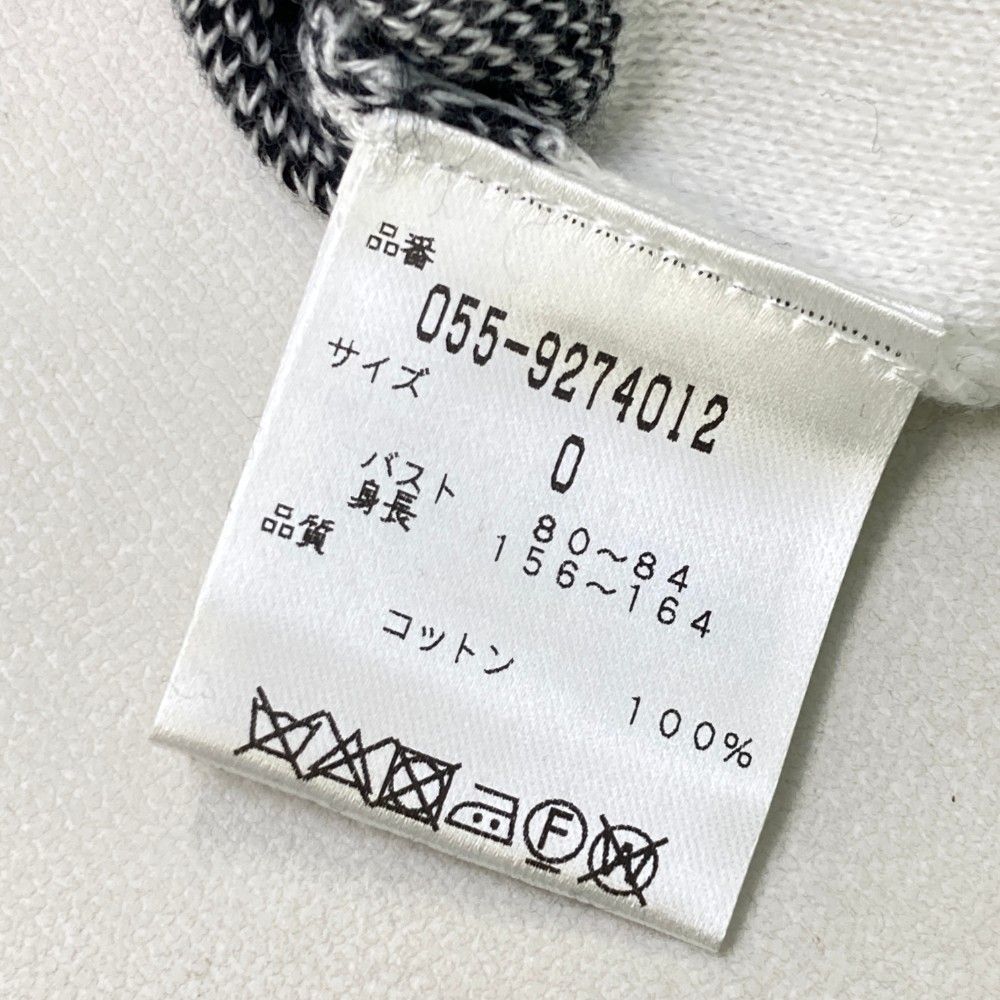 品番
055-9274012
サイズ
0
バスト 80~84
身長 156~164
品質
コットン 100%
F
W